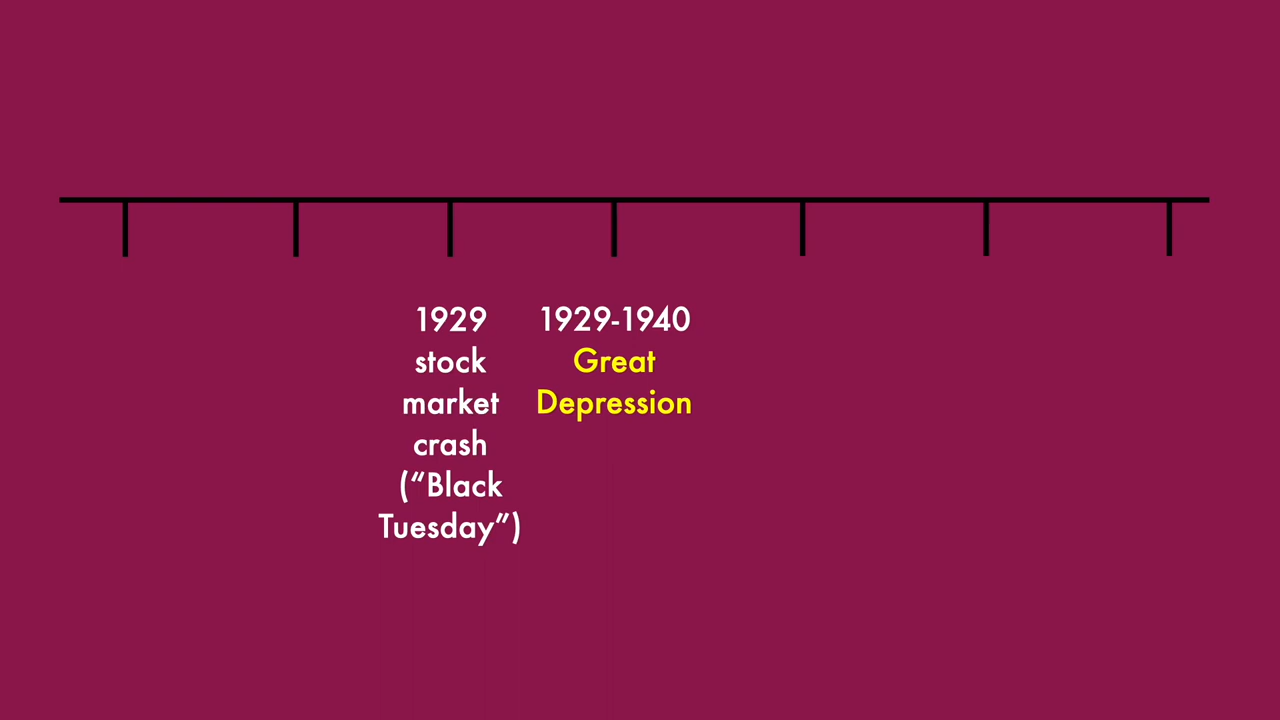 1929
stock
market
crash
(“Black
Tuesday”)
1929-1940
Great
Depression